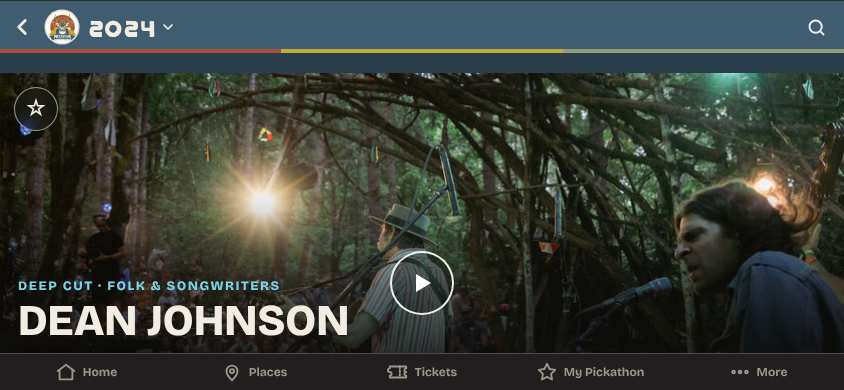 2024
DEEP CUT · FOLK & SONGWRITERS
DEAN JOHNSON
Home
Places
Tickets
My Pickathon
More